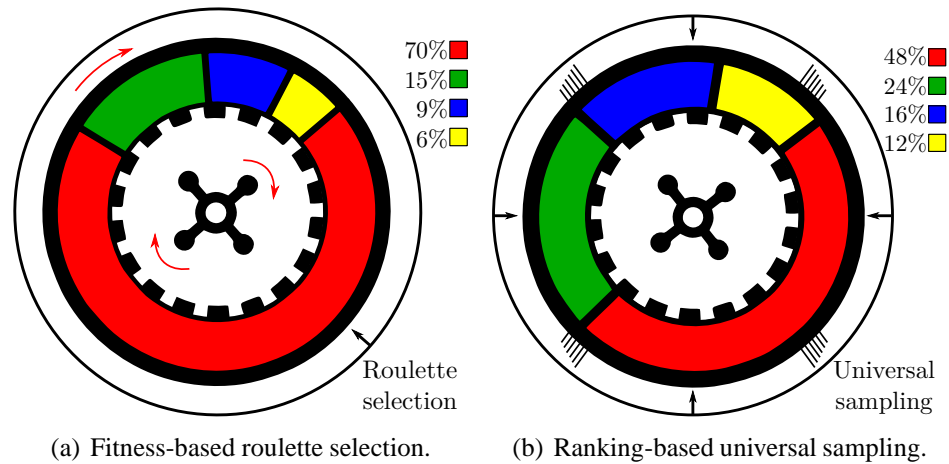 70%
15%
9%
6%
Roulette
selection
(a) Fitness-based roulette selection.
48%
24%
16%
12%
Universal
sampling
(b) Ranking-based universal sampling.